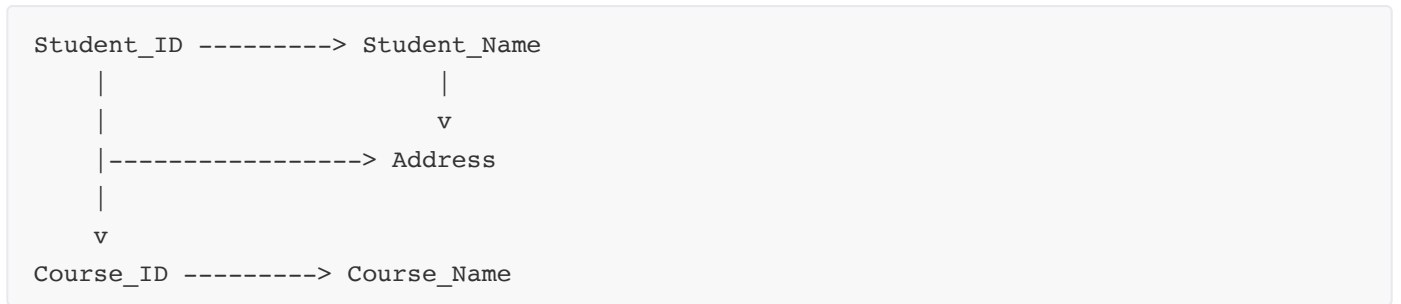 Student_ID ---------> Student_Name
    |                      |
    |                      v
    |-----------------> Address
    |
    v
Course_ID ---------> Course_Name